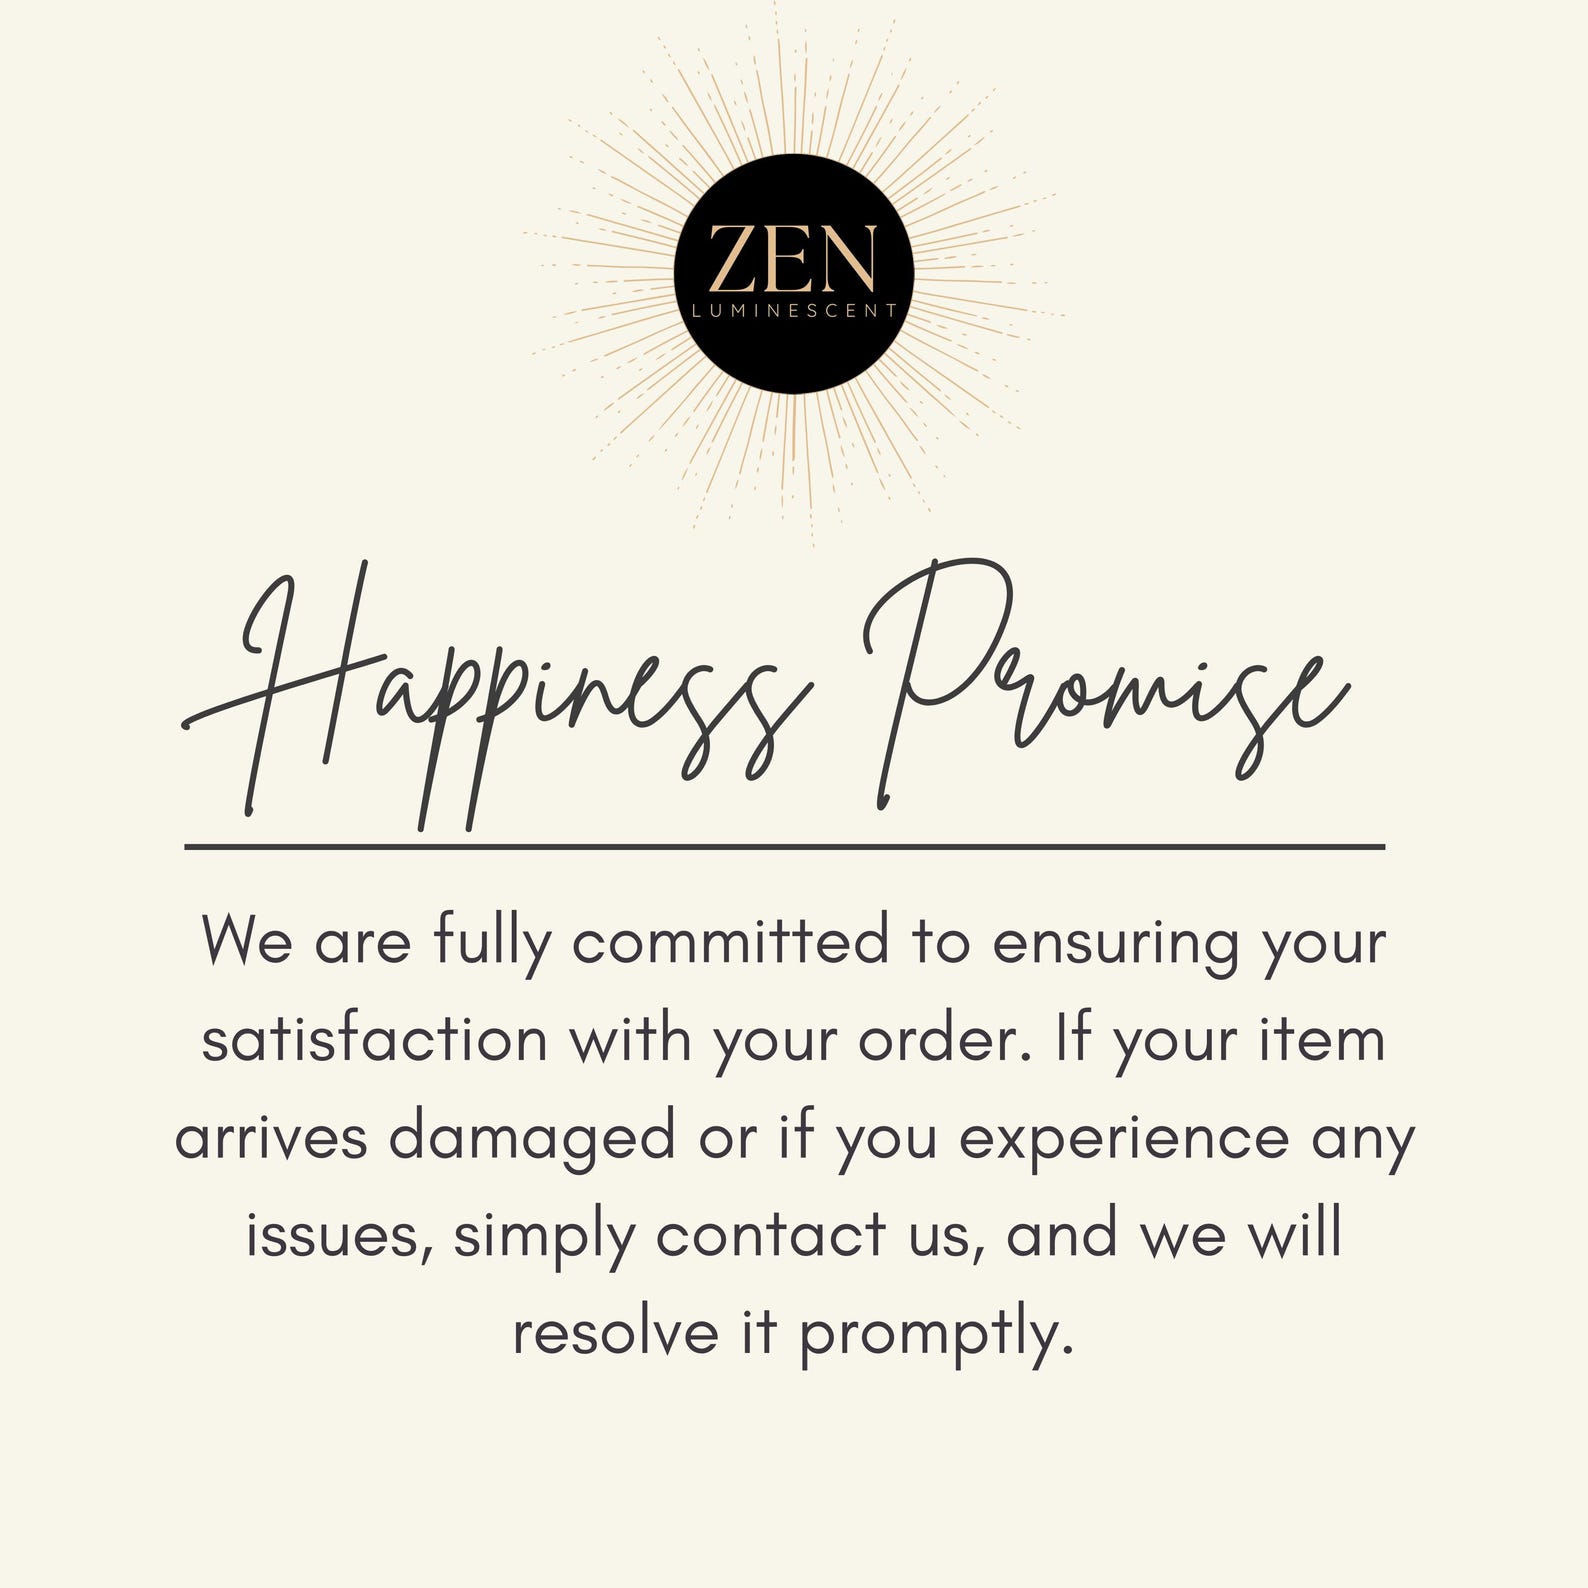 ZEN
LUMINESCENT
Happiness Promise
We are fully committed to ensuring your
satisfaction with your order. If your item
arrives damaged or if you experience any
issues, simply contact us, and we will
resolve it promptly.